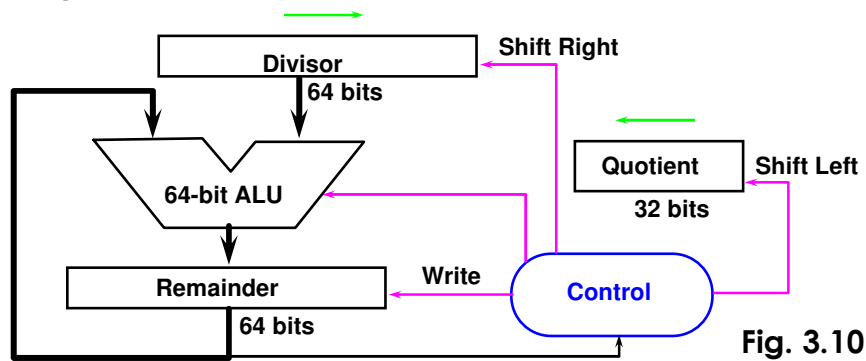 Shift Right
Divisor
64 bits
Quotient
Shift Left
64-bit ALU
32 bits
Write
Remainder
Control
64 bits
Fig. 3.10